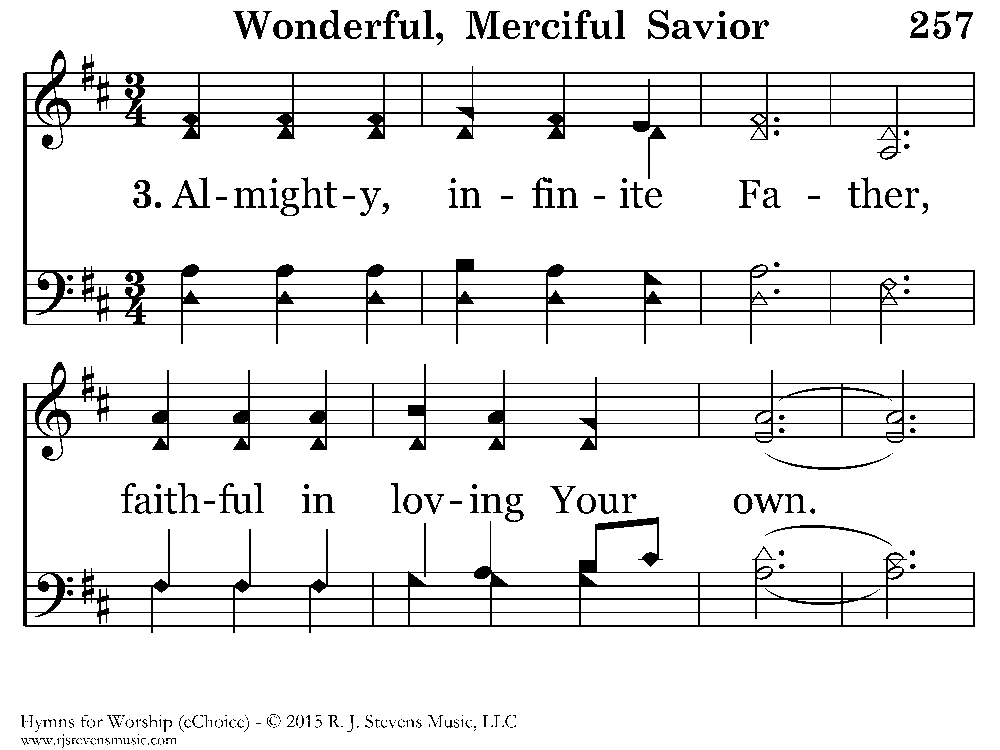 Wonderful, Merciful Savior 257
3. Al-might-y, in - fin - ite Fa - ther,
faith-ful in lov-ing Your own.
Hymns for Worship (eChoice) - © 2015 R. J. Stevens Music, LLC
www.rjstevensmusic.com